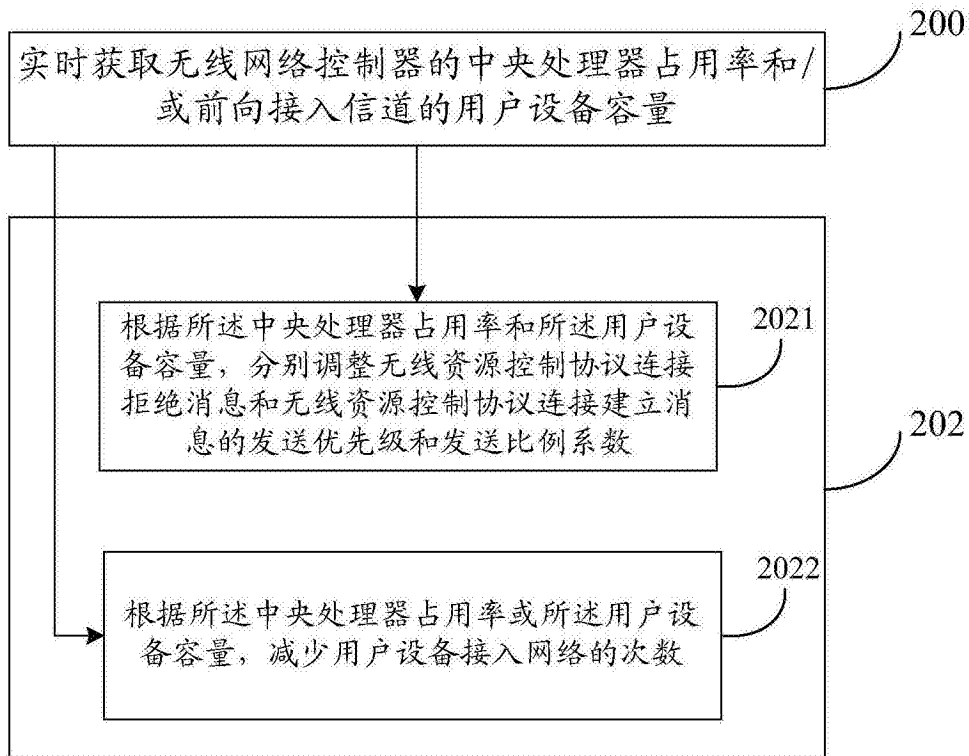 200
实时获取无线网络控制器的中央处理器占用率和/
或前向接入信道的用户设备容量
根据所述中央处理器占用率和所述用户设
备容量，分别调整无线资源控制协议连接
拒绝消息和无线资源控制协议连接建立消
息的发送优先级和发送比例系数
2021
202
根据所述中央处理器占用率或所述用户设
备容量，减少用户设备接入网络的次数
2022